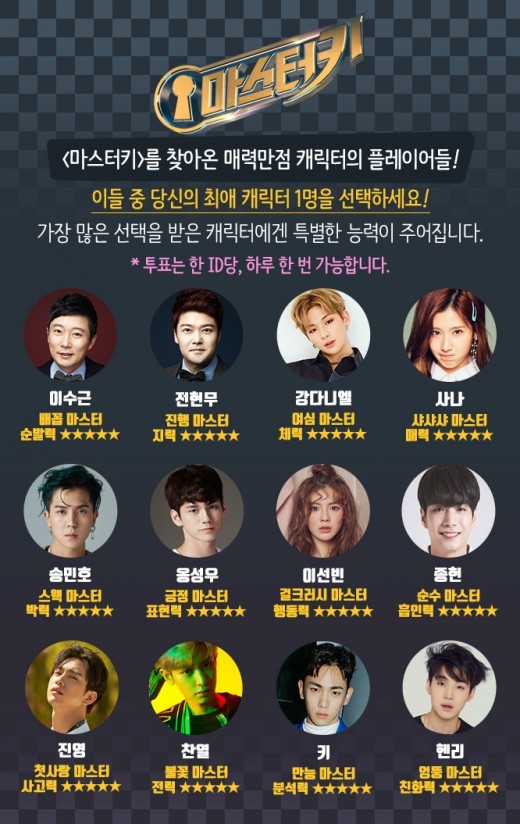 마스터키
<마스터키>를 찾아온 매력만점 캐릭터의 플레이어들!
이들 중 당신의 최애 캐릭터 1명을 선택하세요!
가장 많은 선택을 받은 캐릭터에겐 특별한 능력이 주어집니다.
* 투표는 한 ID당, 하루 한 번 가능합니다.
이수근 전현무 강다니엘 사나
배꼽 마스터 진행 마스터 여심 마스터 샤샤샤 마스터
순발력 ★★★★★ 지력 ★★★★★ 체력 ★★★★★ 매력 ★★★★★
송민호 옹성우 이선빈 종현
스웩 마스터 긍정 마스터 걸크러시 마스터 순수 마스터
박력 ★★★★★ 표현력 ★★★★★ 행동력 ★★★★★ 흡인력 ★★★★★
진영 찬열 키 헨리
첫사랑 마스터 불꽃 마스터 만능 마스터 엉뚱 마스터
사고력 ★★★★★ 전력 ★★★★★ 분석력 ★★★★★ 친화력 ★★★★★